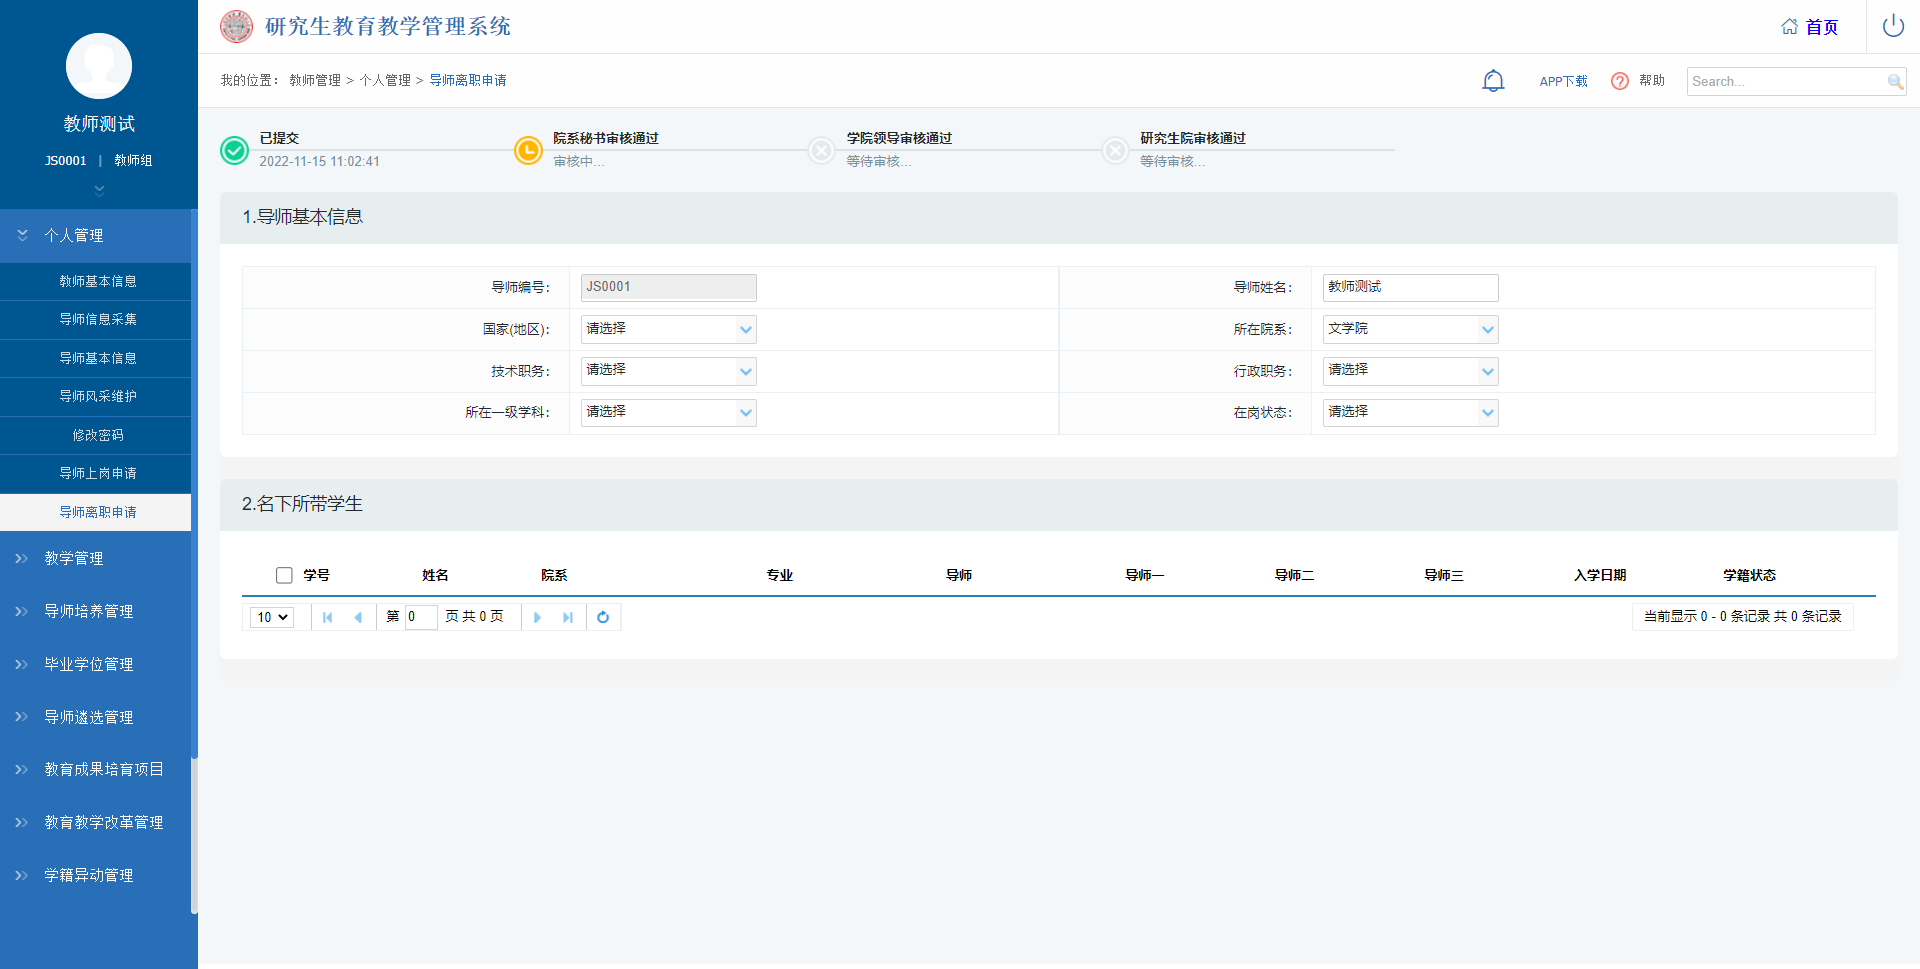 研究生教育教学管理系统
首页
我的位置： 教师管理 > 个人管理 > 导师离职申请
APP下载
帮助
Search...
教师测试
JS0001 | 教师组
个人管理
教师基本信息
导师信息采集
导师基本信息
导师风采维护
修改密码
导师上岗申请
导师离职申请
教学管理
导师培养管理
毕业学位管理
导师遴选管理
教育成果培育项目
教育教学改革管理
学籍异动管理
已提交
2022-11-15 11:02:41
院系秘书审核通过
审核中...
学院领导审核通过
等待审核...
研究生院审核通过
等待审核...
1.导师基本信息
导师编号： JS0001 导师姓名： 教师测试
国家(地区)： 请选择 所在院系： 文学院
技术职务： 请选择 行政职务： 请选择
所在一级学科： 请选择 在岗状态： 请选择
2.名下所带学生
学号 姓名 院系 专业 导师 导师一 导师二 导师三 入学日期 学籍状态
10 第 0 页 共 0 页 当前显示 0 - 0 条记录 共 0 条记录